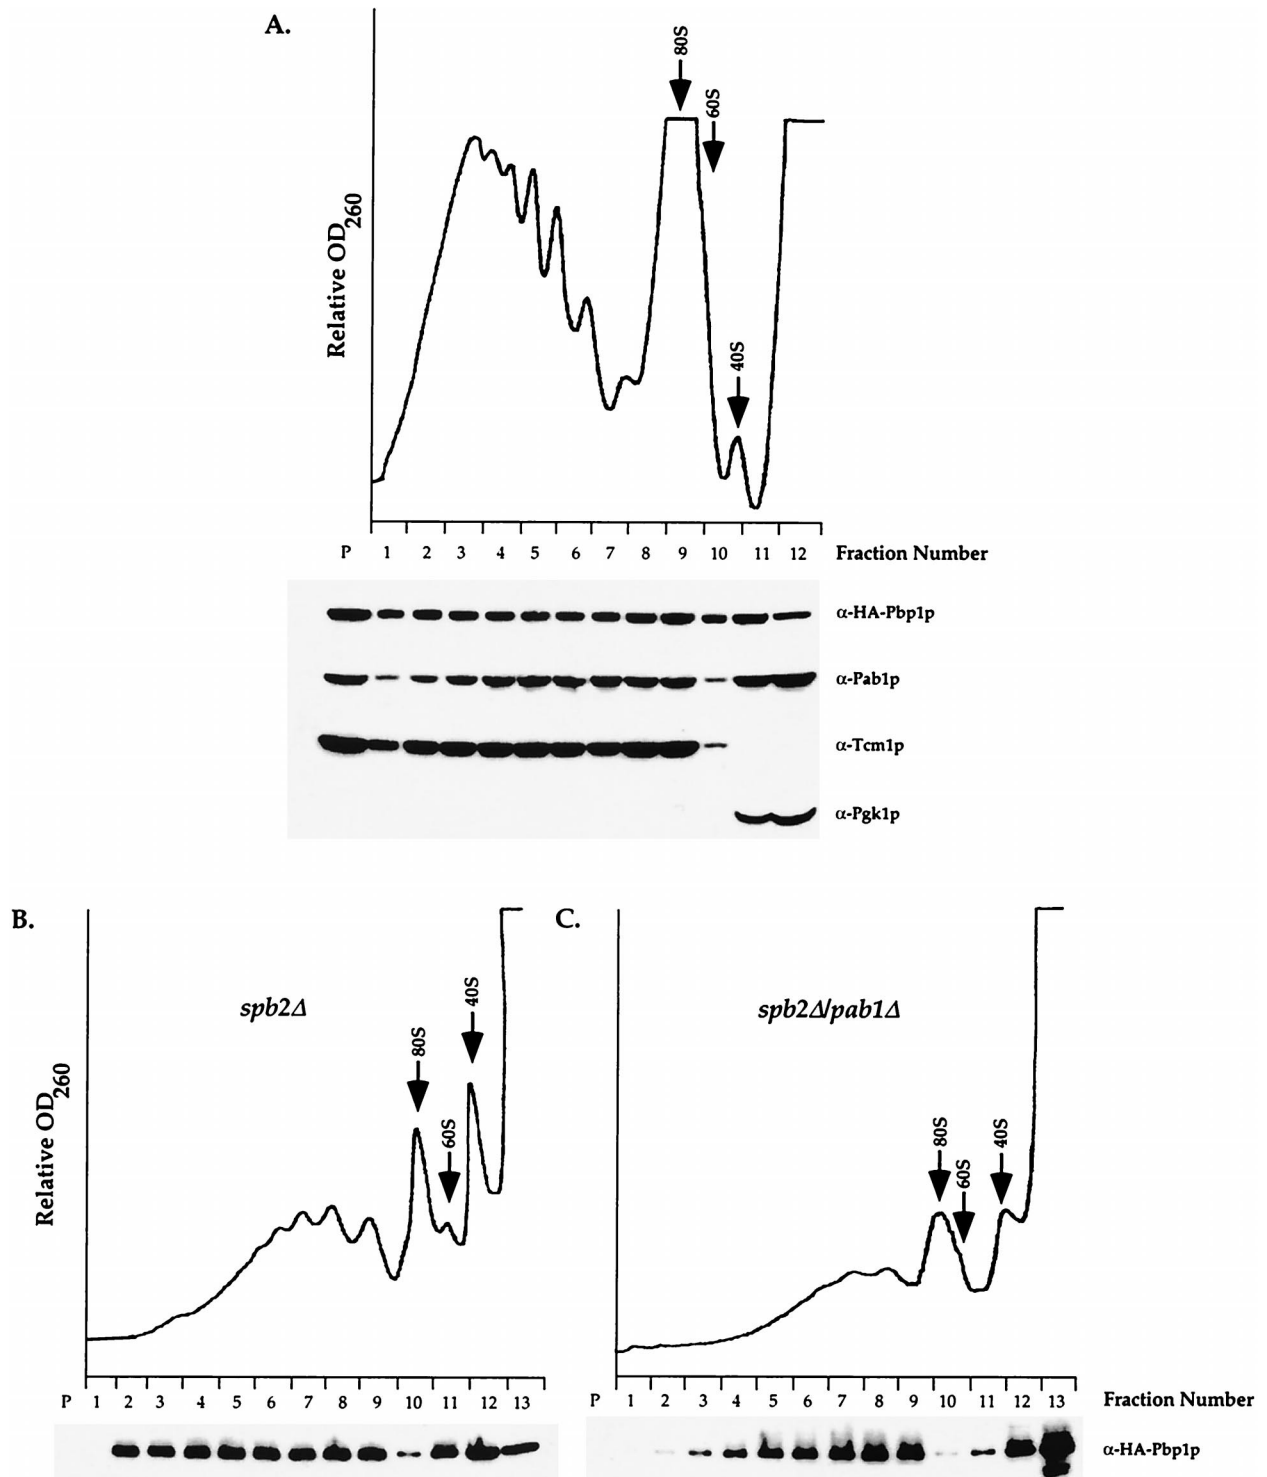 A.
80S
60S
40S
Relative OD260
P 1 2 3 4 5 6 7 8 9 10 11 12 Fraction Number
α-HA-Pbp1p
α-Pab1p
α-Tcm1p
α-Pgk1p
B.
spb2Δ
80S
60S
40S
Relative OD260
P 1 2 3 4 5 6 7 8 9 10 11 12 13
C.
spb2Δ/pab1Δ
80S
60S
40S
P 1 2 3 4 5 6 7 8 9 10 11 12 13 Fraction Number
α-HA-Pbp1p